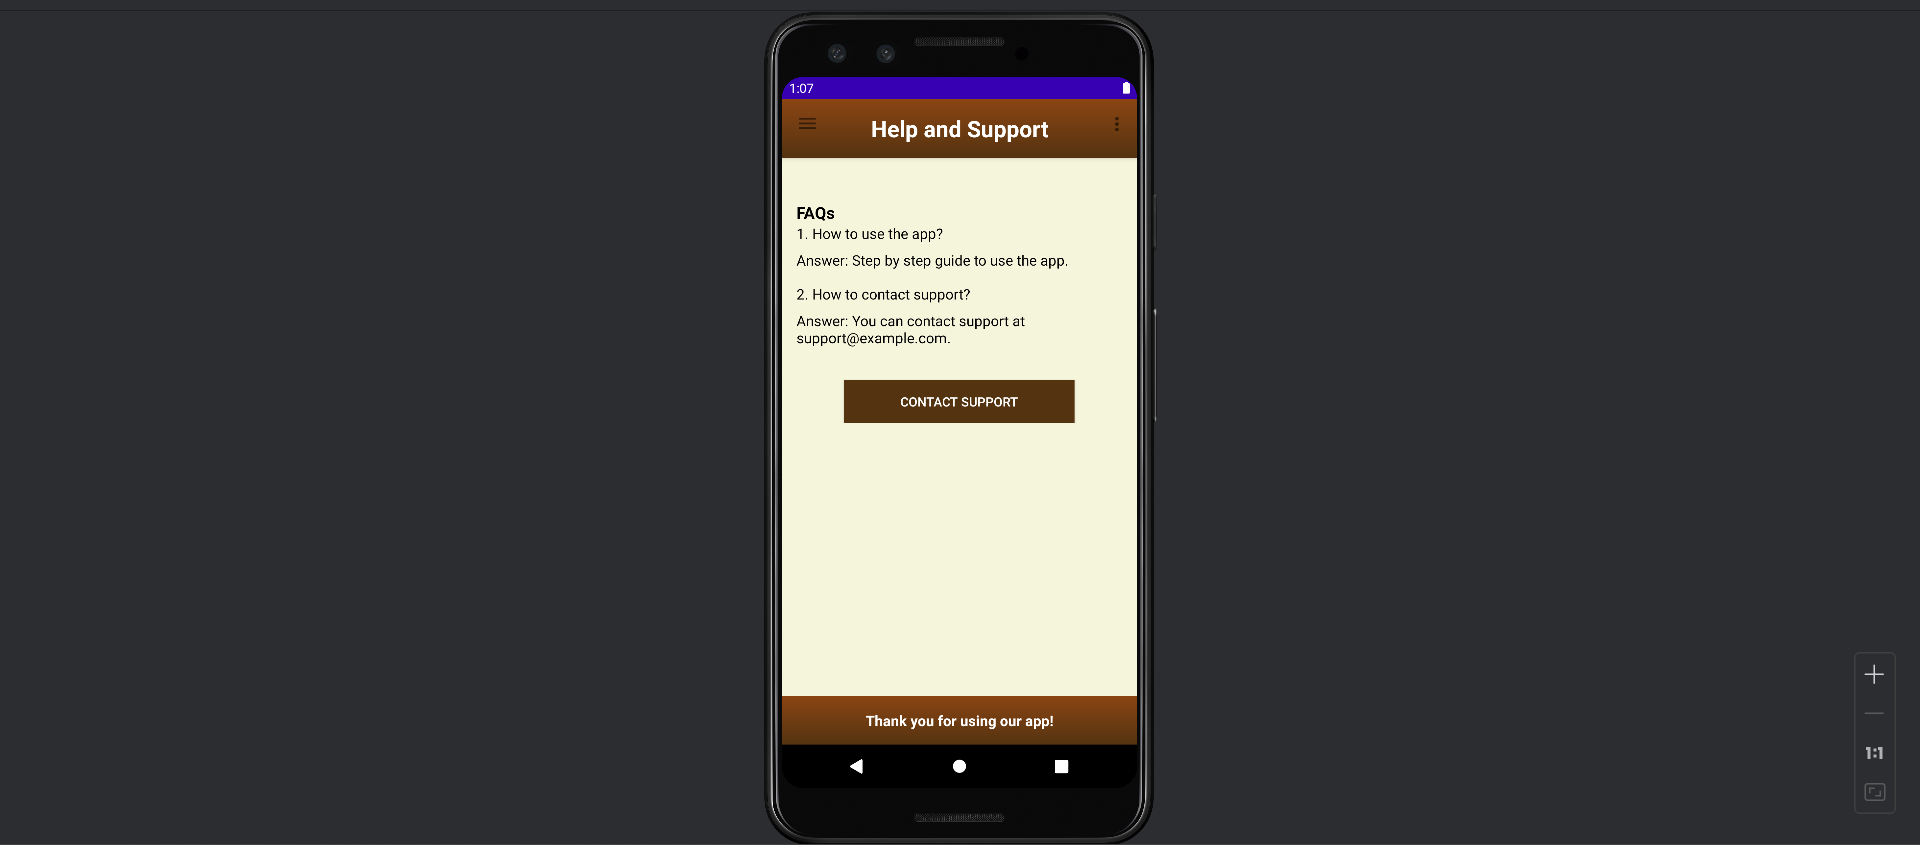 1:07
Help and Support
FAQs
1. How to use the app?
Answer: Step by step guide to use the app.
2. How to contact support?
Answer: You can contact support at
support@example.com.
CONTACT SUPPORT
Thank you for using our app!
1:1